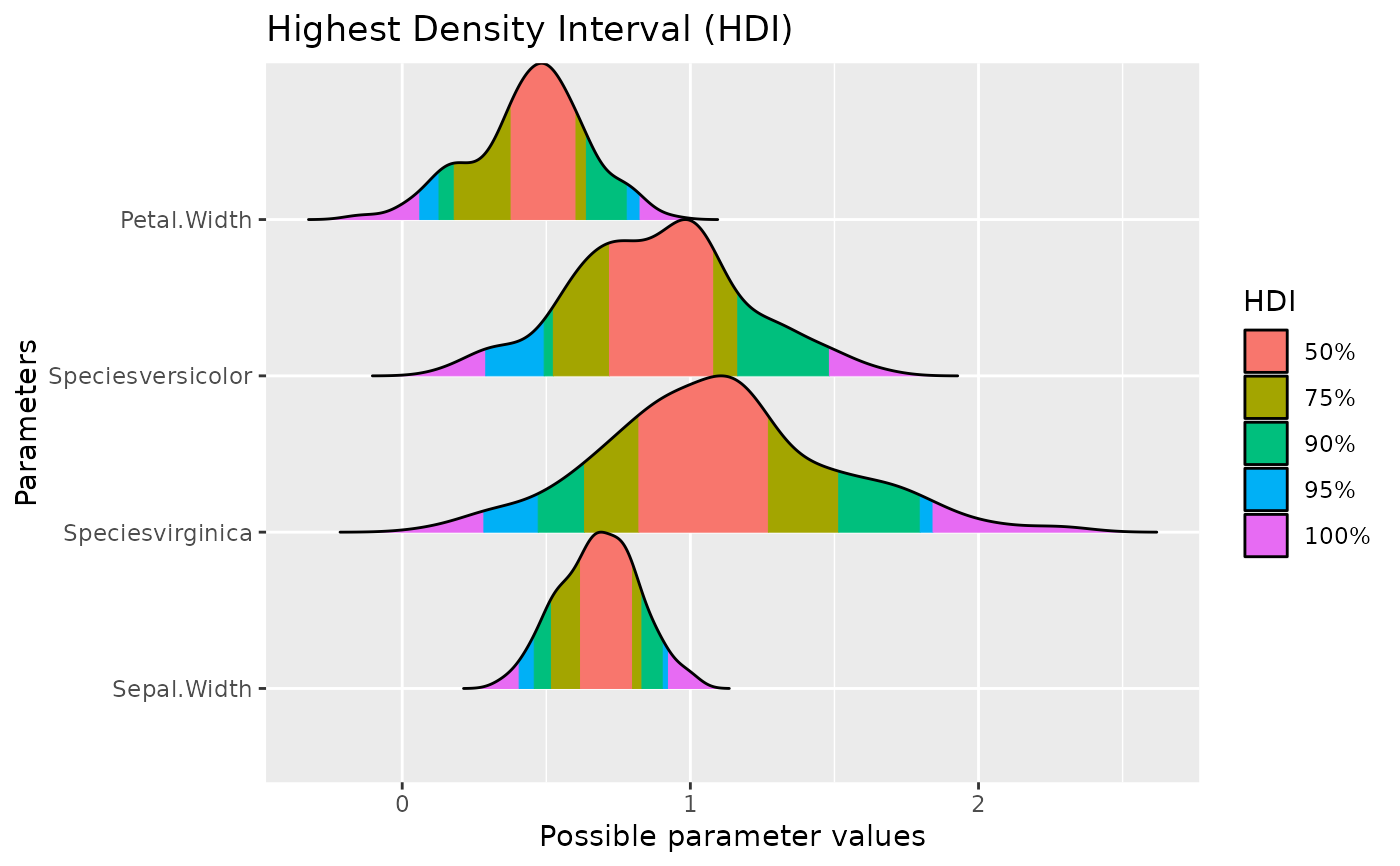 Highest Density Interval (HDI)
Parameters
Petal.Width
Speciesversicolor
Speciesvirginica
Sepal.Width
0 1 2
Possible parameter values
HDI
50%
75%
90%
95%
100%